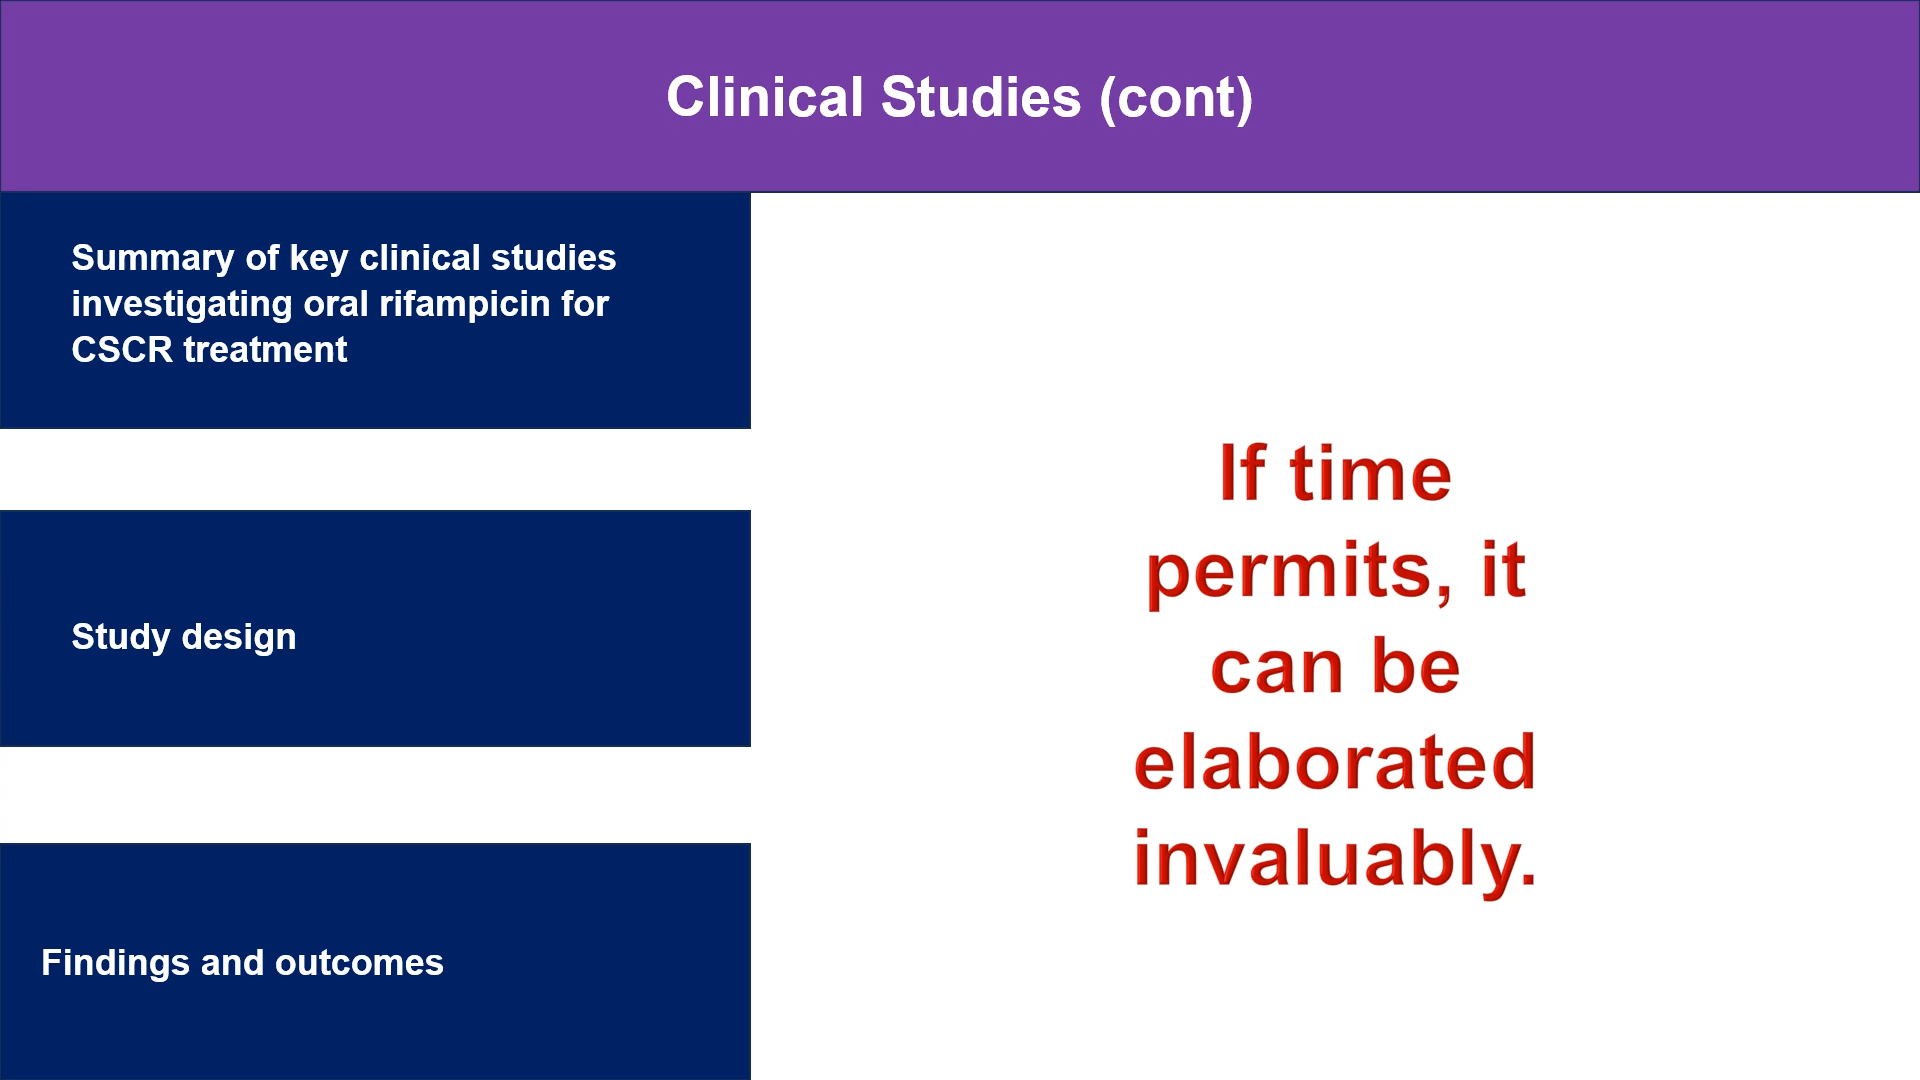 Clinical Studies (cont)
Summary of key clinical studies
investigating oral rifampicin for
CSCR treatment
Study design
Findings and outcomes
If time
permits, it
can be
elaborated
invaluably.